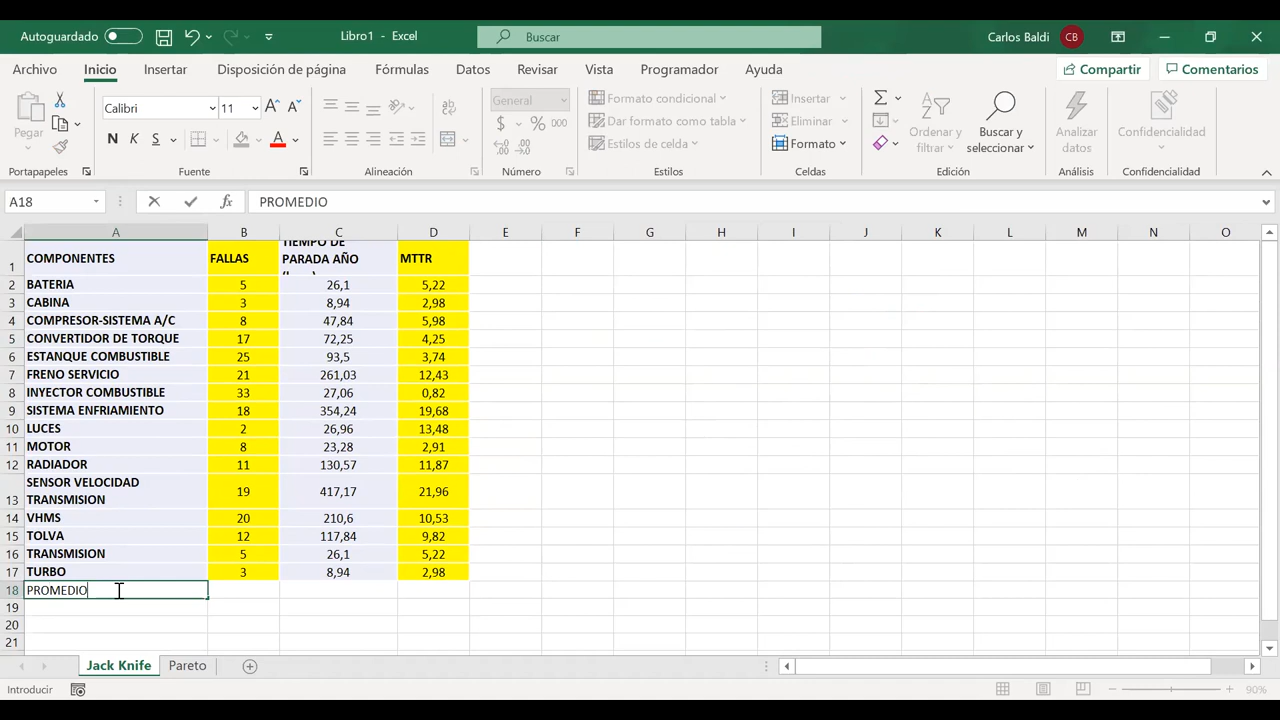 Autoguardado
Libro1 - Excel
Buscar
Carlos Baldi
CB
Archivo Inicio Insertar Disposición de página Fórmulas Datos Revisar Vista Programador Ayuda Compartir Comentarios
Pegar
Calibri 11
N K S
General
$ % 000
Formato condicional
Dar formato como tabla
Estilos de celda
Insertar
Eliminar
Formato
Ordenar y filtrar
Buscar y seleccionar
Analizar datos
Confidencialidad
Portapapeles Fuente Alineación Número Estilos Celdas Edición Análisis Confidencialidad
A18 fx PROMEDIO
A B C D E F G H I J K L M N O
1 COMPONENTES FALLAS TIEMPO DE PARADA AÑO MTTR
2 BATERIA 5 26,1 5,22
3 CABINA 3 8,94 2,98
4 COMPRESOR-SISTEMA A/C 8 47,84 5,98
5 CONVERTIDOR DE TORQUE 17 72,25 4,25
6 ESTANQUE COMBUSTIBLE 25 93,5 3,74
7 FRENO SERVICIO 21 261,03 12,43
8 INYECTOR COMBUSTIBLE 33 27,06 0,82
9 SISTEMA ENFRIAMIENTO 18 354,24 19,68
10 LUCES 2 26,96 13,48
11 MOTOR 8 23,28 2,91
12 RADIADOR 11 130,57 11,87
13 SENSOR VELOCIDAD TRANSMISION 19 417,17 21,96
14 VHMS 20 210,6 10,53
15 TOLVA 12 117,84 9,82
16 TRANSMISION 5 26,1 5,22
17 TURBO 3 8,94 2,98
18 PROMEDIO
19
20
21
Jack Knife Pareto
Introducir
90%